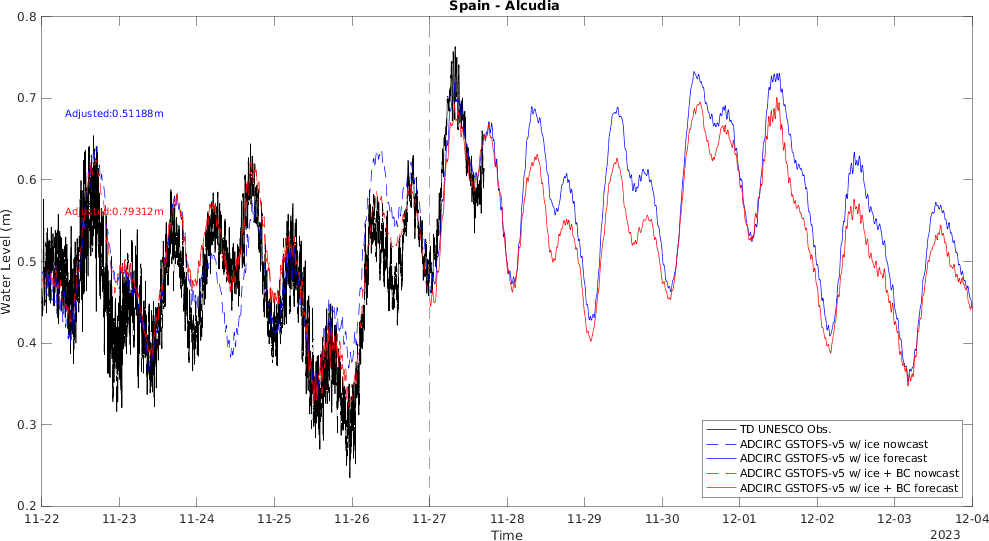 Spain - Alcudia
0.8
0.7
0.6
0.5
0.4
0.3
0.2
Water Level (m)
Adjusted:0.51188m
Adjusted:0.79312m
TD UNESCO Obs.
ADCIRC GSTOFS-v5 w/ ice nowcast
ADCIRC GSTOFS-v5 w/ ice forecast
ADCIRC GSTOFS-v5 w/ ice + BC nowcast
ADCIRC GSTOFS-v5 w/ ice + BC forecast
11-22 11-23 11-24 11-25 11-26 11-27 11-28 11-29 11-30 12-01 12-02 12-03 12-04
Time
2023